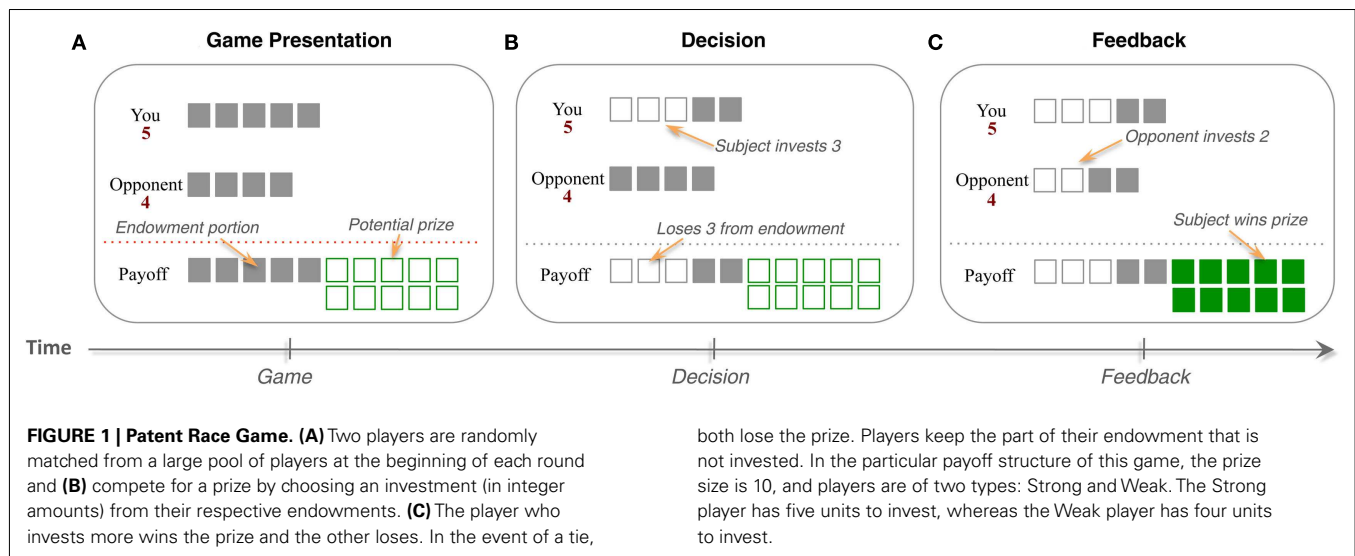 A Game Presentation
You
5
Opponent
4
Endowment portion
Potential prize
Payoff
B Decision
You
5
Subject invests 3
Opponent
4
Loses 3 from endowment
Payoff
C Feedback
You
5
Opponent invests 2
Opponent
4
Subject wins prize
Payoff
Time
Game
Decision
Feedback
FIGURE 1 | Patent Race Game. (A) Two players are randomly
matched from a large pool of players at the beginning of each round
and (B) compete for a prize by choosing an investment (in integer
amounts) from their respective endowments. (C) The player who
invests more wins the prize and the other loses. In the event of a tie,
both lose the prize. Players keep the part of their endowment that is
not invested. In the particular payoff structure of this game, the prize
size is 10, and players are of two types: Strong and Weak. The Strong
player has five units to invest, whereas the Weak player has four units
to invest.